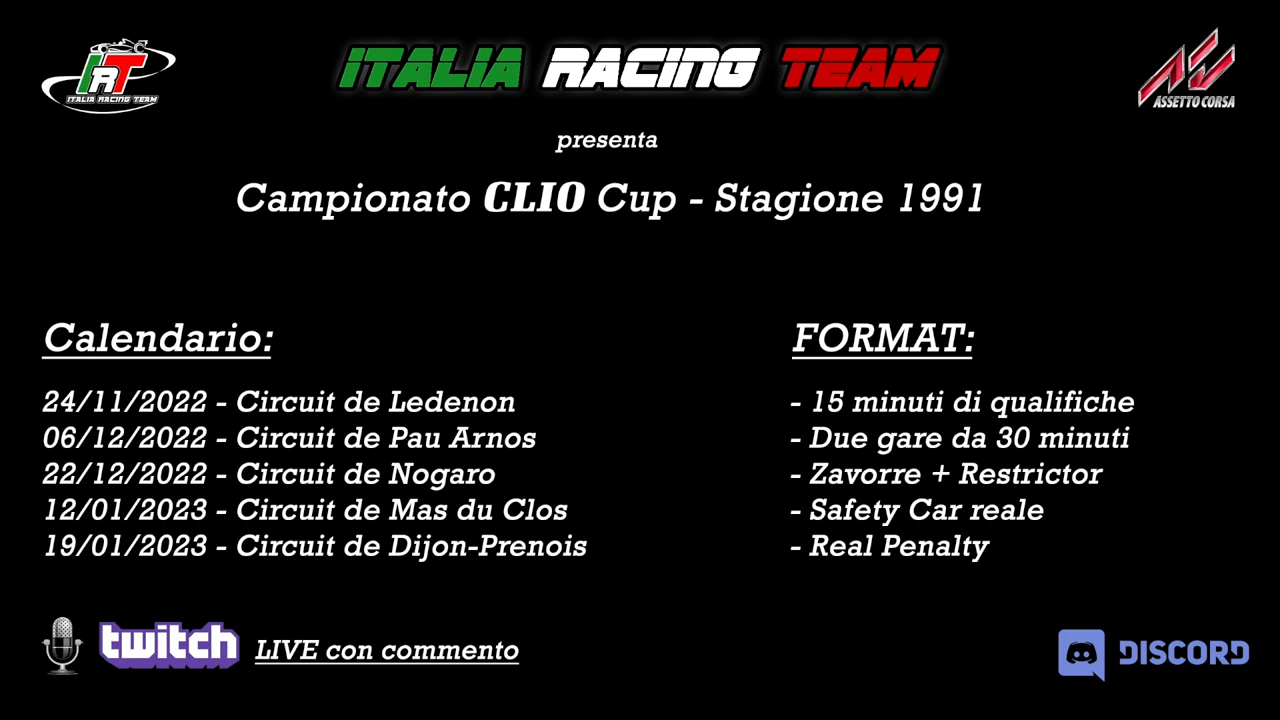 IRT
ITALIA RACING TEAM
ITALIA RACING TEAM
ASSETTO CORSA
presenta
Campionato CLIO Cup - Stagione 1991
Calendario:
24/11/2022 - Circuit de Ledenon
06/12/2022 - Circuit de Pau Arnos
22/12/2022 - Circuit de Nogaro
12/01/2023 - Circuit de Mas du Clos
19/01/2023 - Circuit de Dijon-Prenois
FORMAT:
- 15 minuti di qualifiche
- Due gare da 30 minuti
- Zavorre + Restrictor
- Safety Car reale
- Real Penalty
twitch LIVE con commento
DISCORD